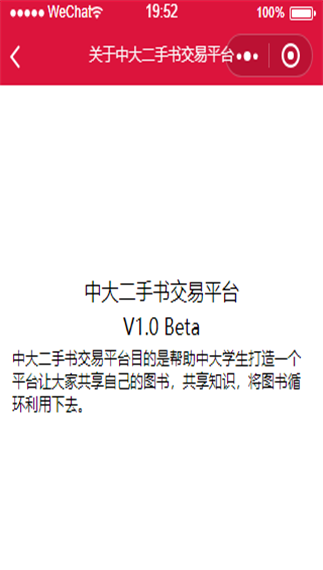 WeChat 19:52 100%
关于中大二手书交易平台
中大二手书交易平台
V1.0 Beta
中大二手书交易平台目的是帮助中大学生打造一个
平台让大家共享自己的图书，共享知识，将图书循
环利用下去。